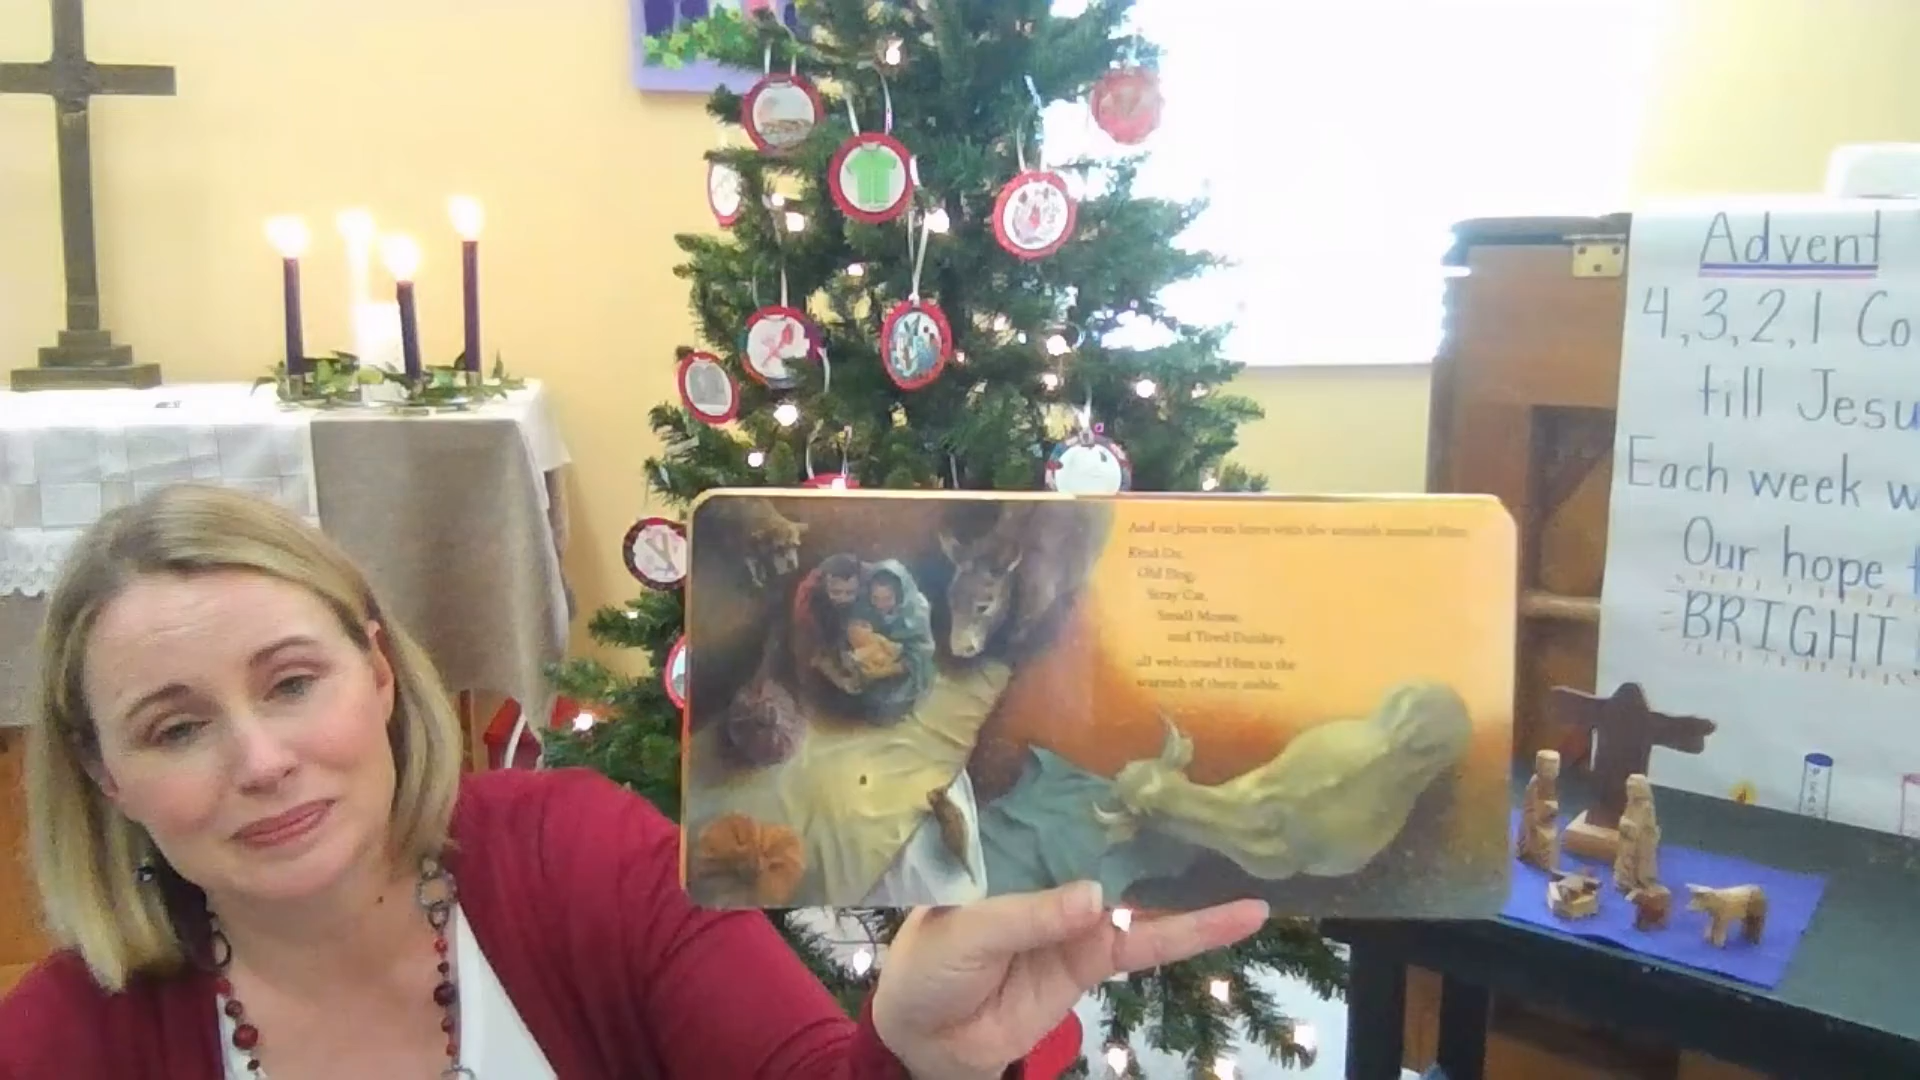 Advent
4,3,2,1 Co
till Jesu
Each week w
Our hope
BRIGHT
And so Jesus was born with the animals around Him.
Kind Ox,
Old Dog,
Stray Cat,
Small Mouse,
and Tired Donkey,
all welcomed Him to the
warmth of their stable.